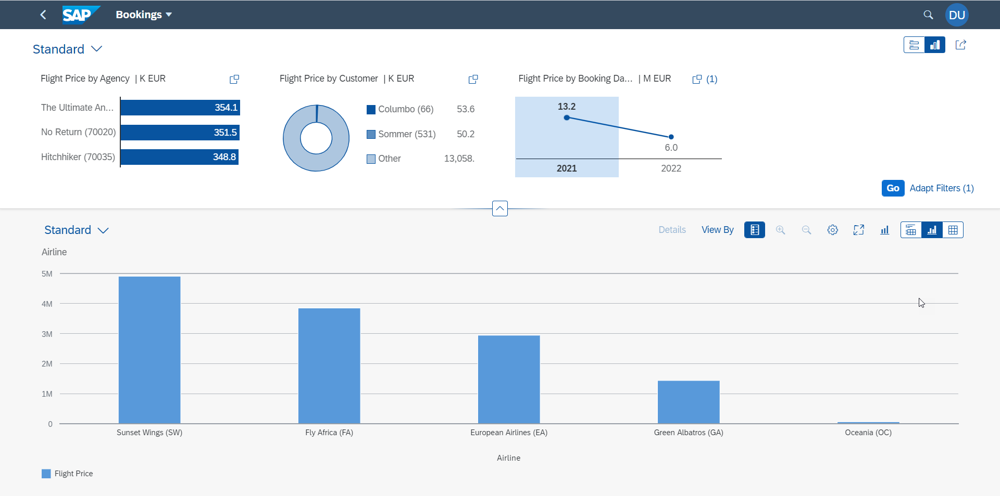 SAP Bookings DU
Standard
Flight Price by Agency | K EUR
The Ultimate An... 354.1
No Return (70020) 351.5
Hitchhiker (70035) 348.8
Flight Price by Customer | K EUR
Columbo (66) 53.6
Sommer (531) 50.2
Other 13,058.
Flight Price by Booking Da... | M EUR (1)
13.2
6.0
2021 2022
Go Adapt Filters (1)
Standard Details View By
Airline
5M
4M
3M
2M
1M
0
Sunset Wings (SW) Fly Africa (FA) European Airlines (EA) Green Albatros (GA) Oceania (OC)
Airline
Flight Price